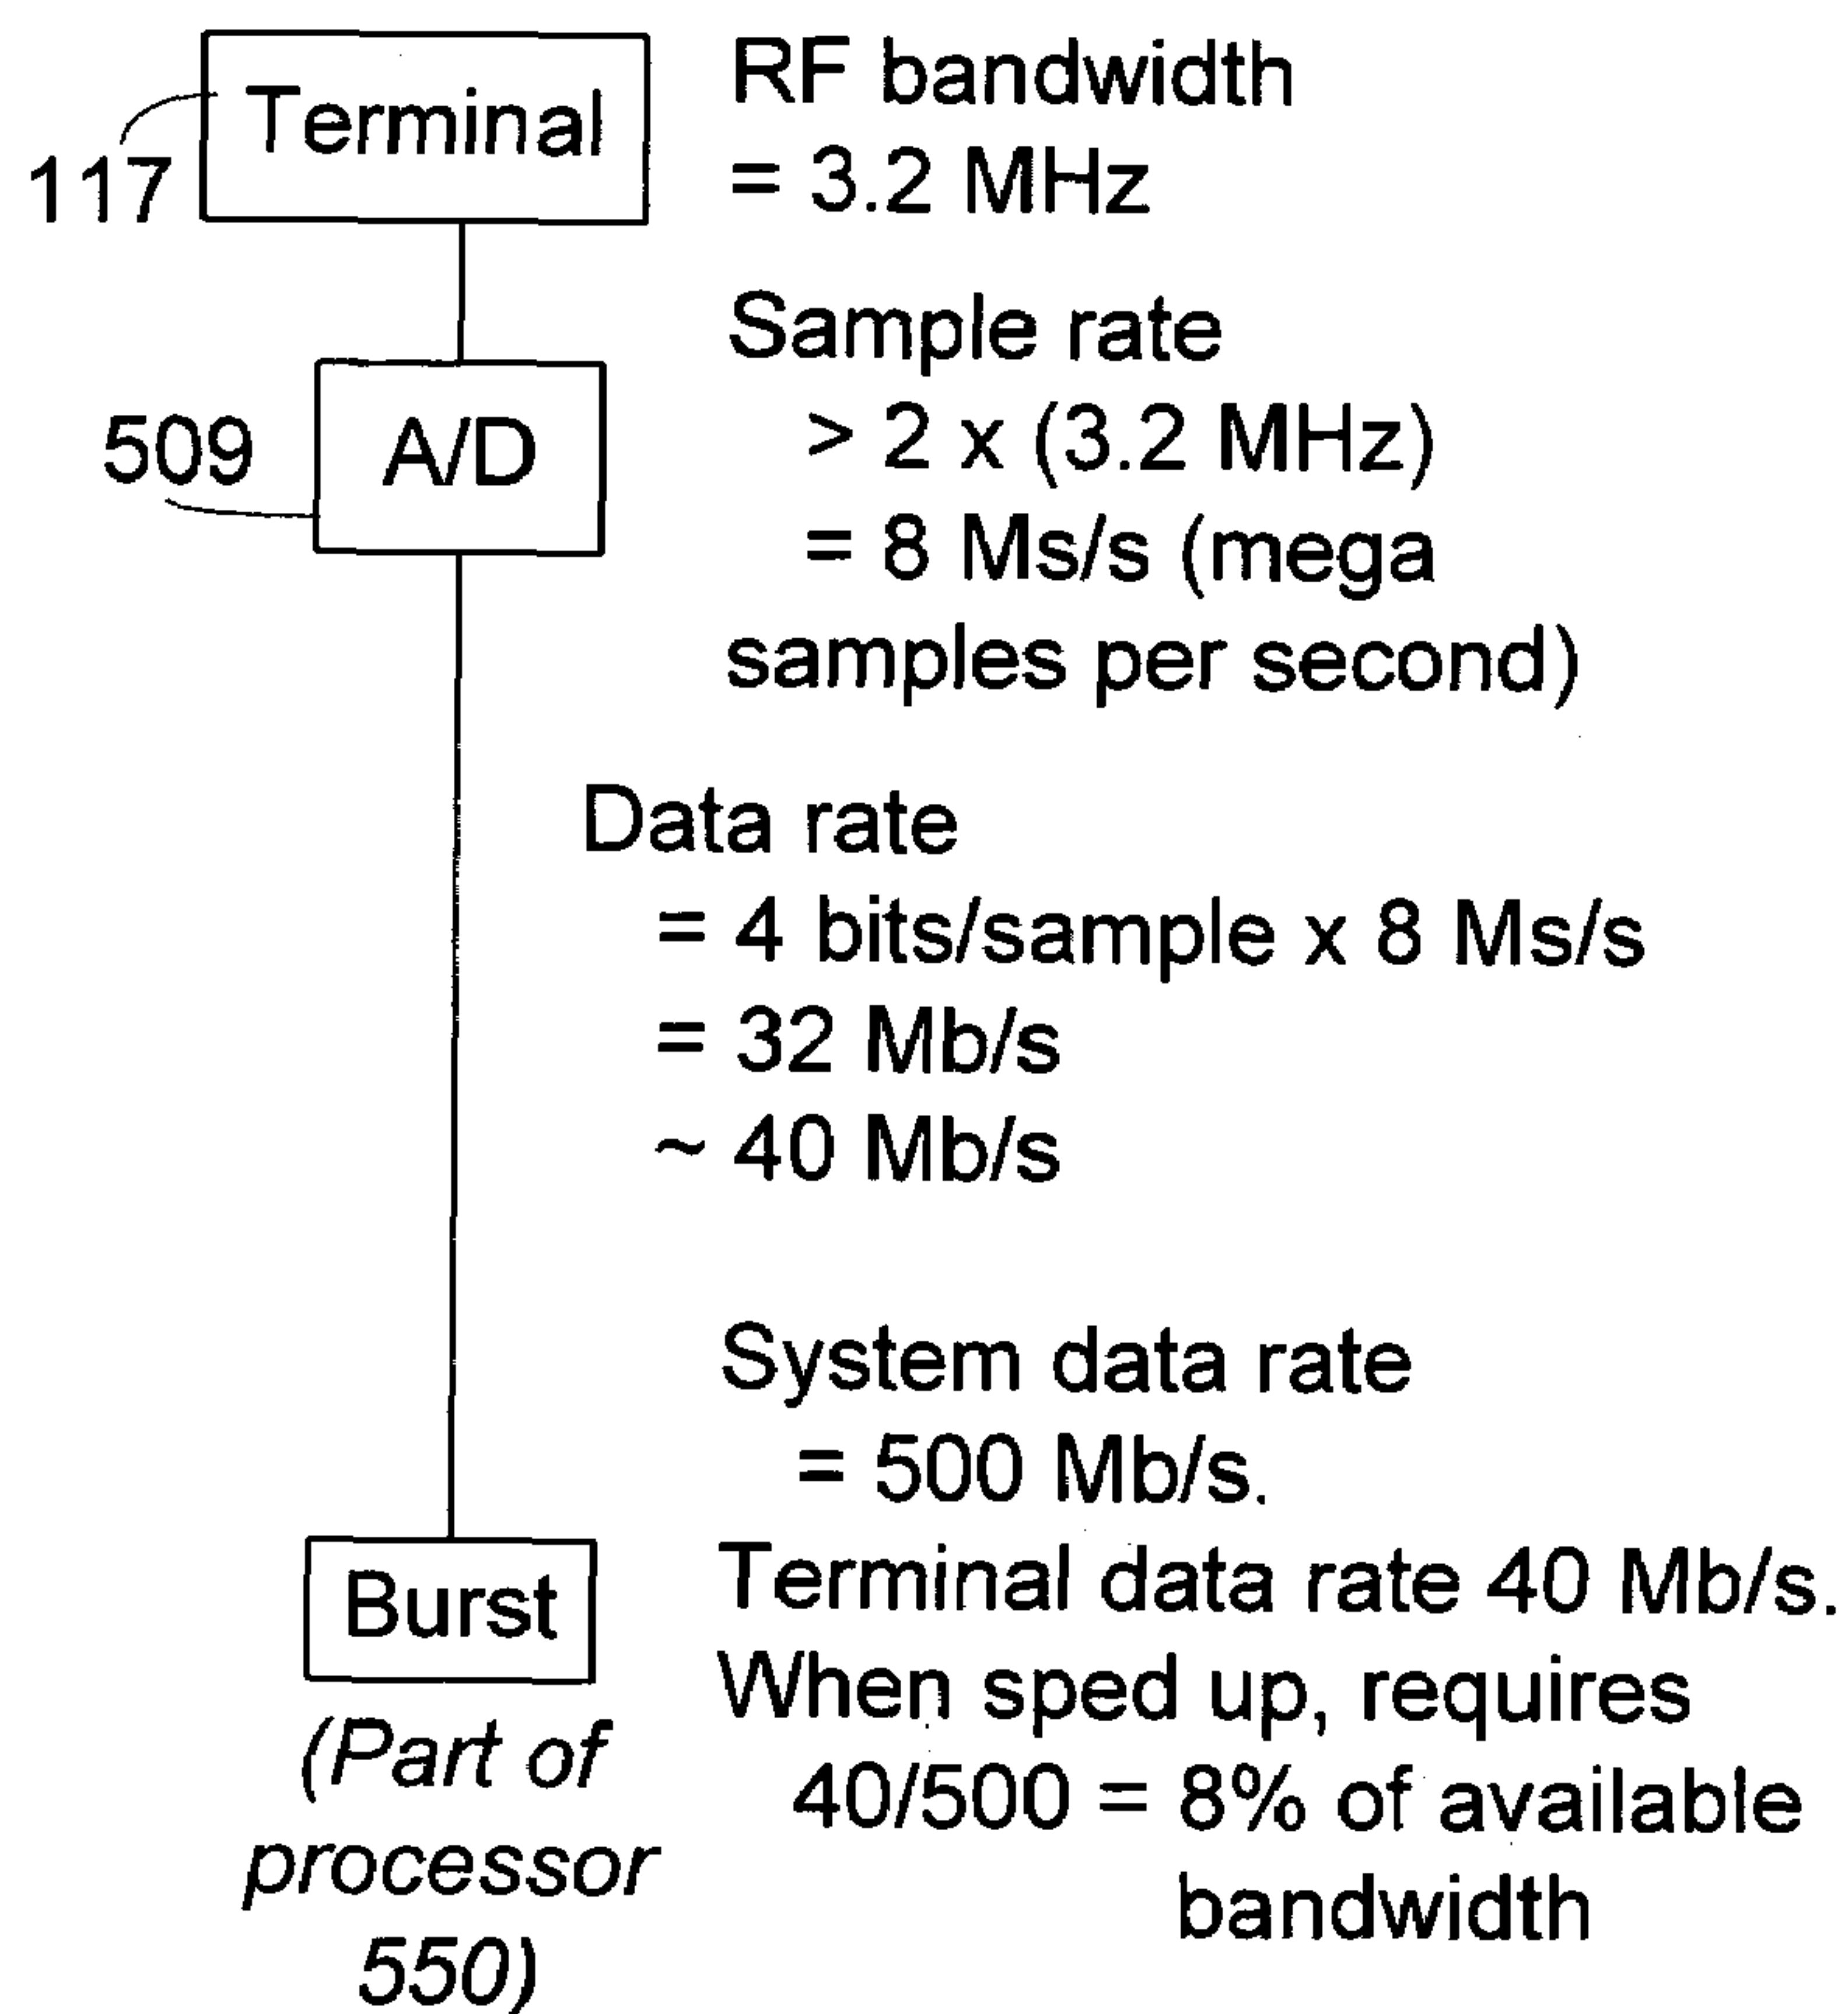 Terminal
117
RF bandwidth
= 3.2 MHz
509
A/D
Sample rate
> 2 x (3.2 MHz)
= 8 Ms/s (mega
samples per second)
Data rate
= 4 bits/sample x 8 Ms/s
= 32 Mb/s
~ 40 Mb/s
System data rate
= 500 Mb/s.
Burst
(Part of
processor
550)
Terminal data rate 40 Mb/s.
When sped up, requires
40/500 = 8% of available
bandwidth